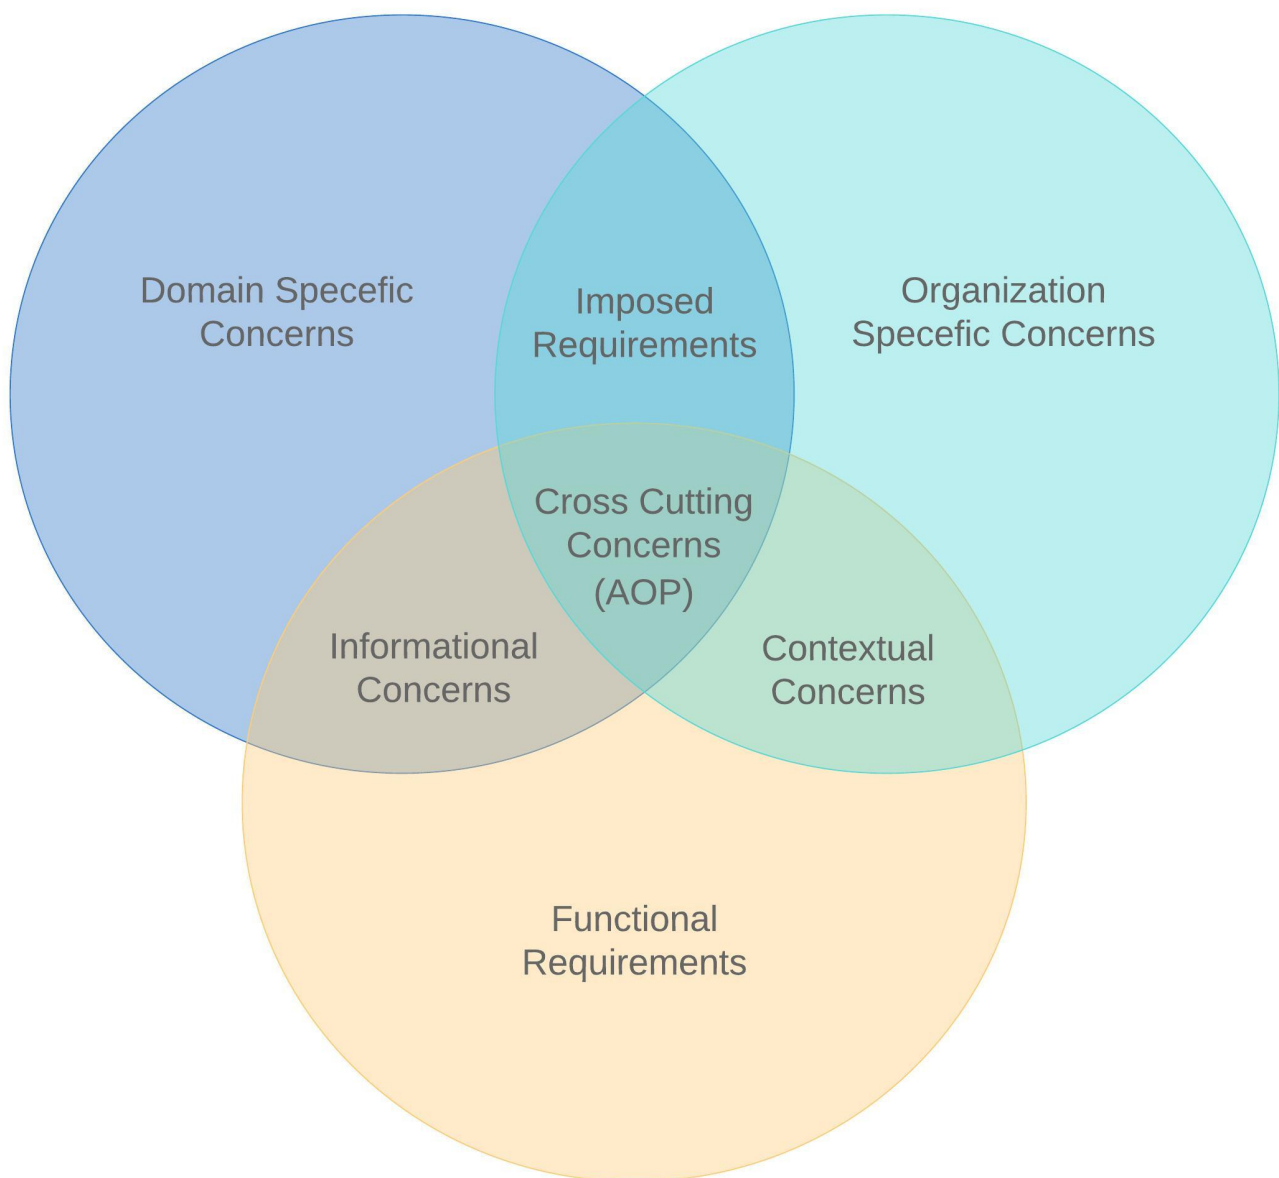 Domain Specefic
Concerns
Imposed
Requirements
Organization
Specefic Concerns
Cross Cutting
Concerns
(AOP)
Informational
Concerns
Contextual
Concerns
Functional
Requirements